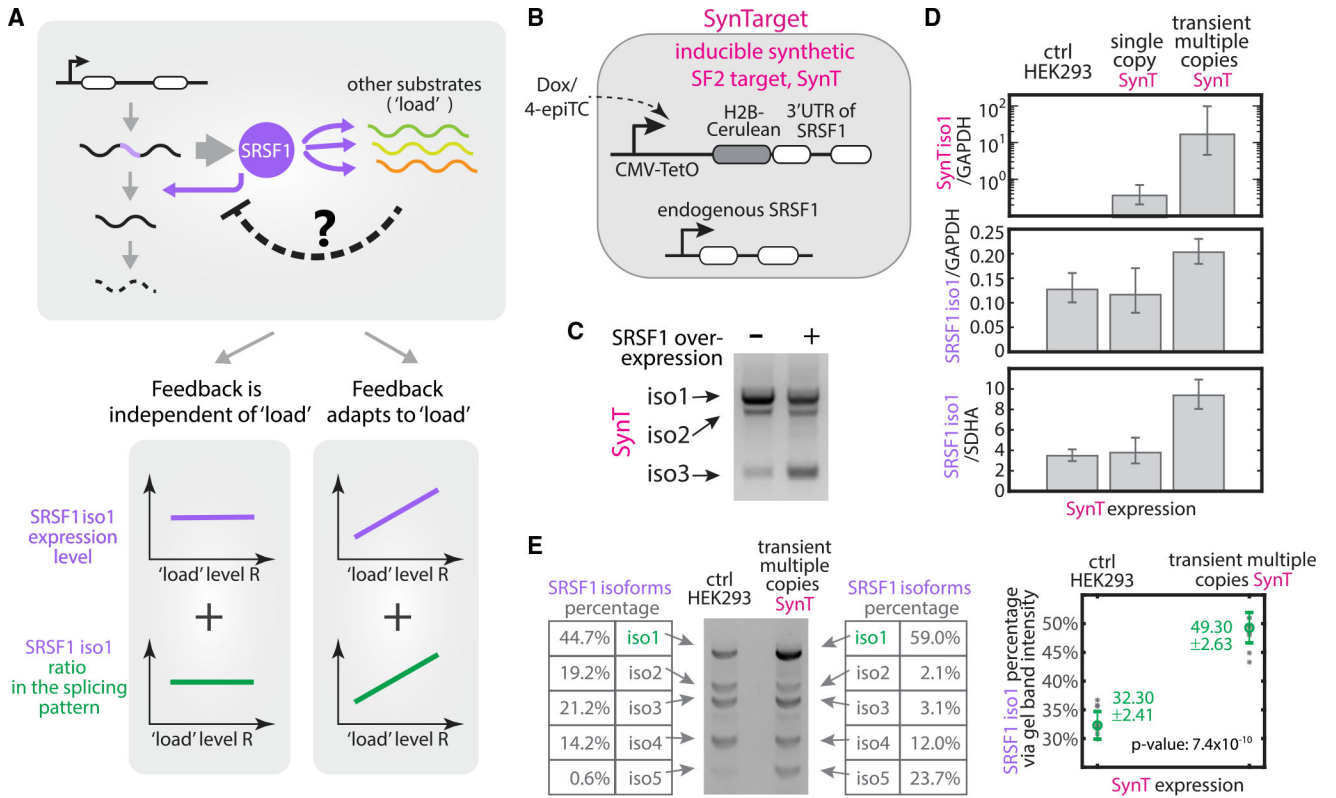 A
SRSF1
other substrates
('load' )
?
Feedback is
independent of 'load'
Feedback
adapts to 'load'
SRSF1 iso1
expression
level
'load' level R
'load' level R
+
+
SRSF1 iso1
ratio
in the splicing
pattern
'load' level R
'load' level R
B
SynTarget
inducible synthetic
SF2 target, SynT
Dox/
4-epiTC
H2B-
Cerulean
3'UTR of
SRSF1
CMV-TetO
endogenous SRSF1
C
SRSF1 over-
expression
− +
SynT
iso1
iso2
iso3
D
ctrl
HEK293
single
copy
SynT
transient
multiple
copies
SynT
SynT iso1
/GAPDH
10²
10¹
10⁰
SRSF1 iso1/GAPDH
0.25
0.20
0.15
0.10
0.05
0
SRSF1 iso1
/SDHA
10
8
6
4
2
0
SynT expression
E
SRSF1 isoforms
percentage
44.7% iso1
19.2% iso2
21.2% iso3
14.2% iso4
0.6% iso5
ctrl
HEK293
transient
multiple
copies
SynT
SRSF1 isoforms
percentage
iso1 59.0%
iso2 2.1%
iso3 3.1%
iso4 12.0%
iso5 23.7%
ctrl
HEK293
transient multiple
copies SynT
SRSF1 iso1 percentage
via gel band intensity
50%
45%
40%
35%
30%
32.30
±2.41
49.30
±2.63
p-value: 7.4x10⁻¹⁰
SynT expression